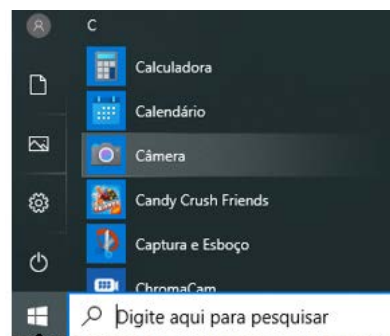 C
Calculadora
Calendário
Câmera
Candy Crush Friends
Captura e Esboço
ChromaCam
Digite aqui para pesquisar